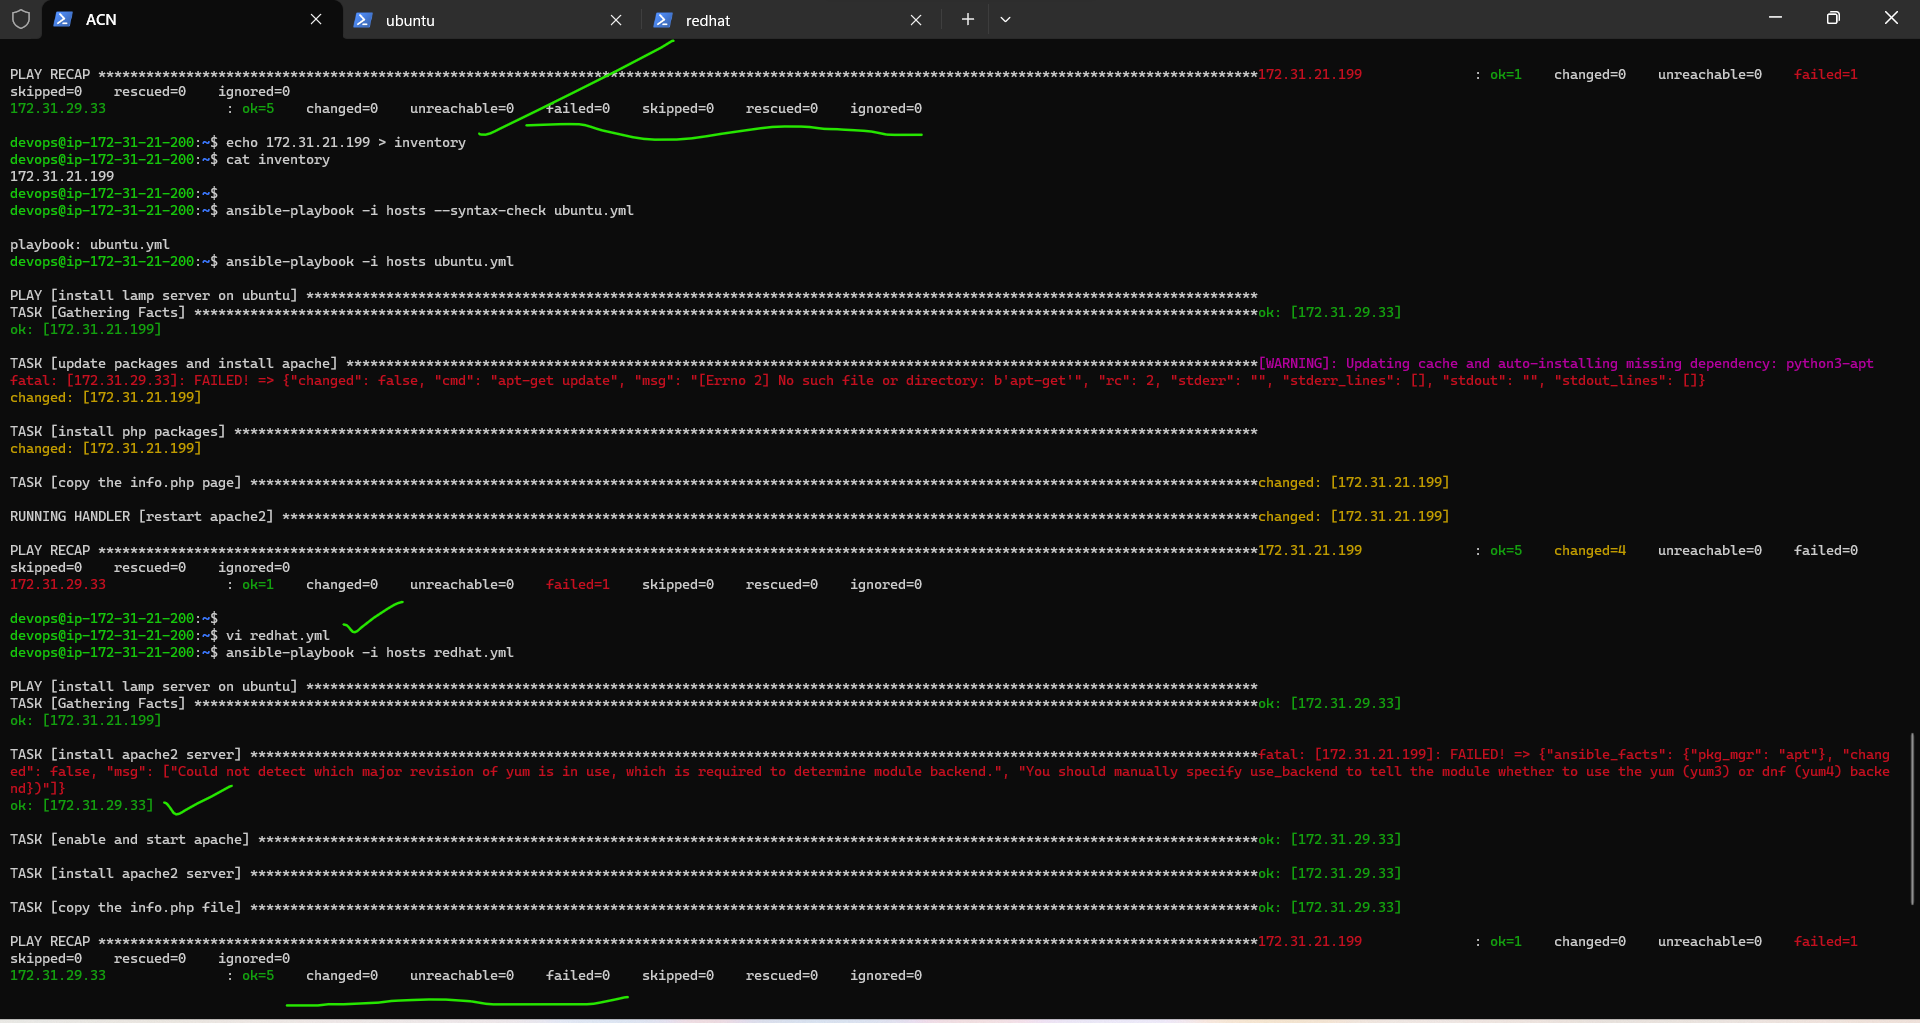 ACN
ubuntu
redhat
PLAY RECAP *************************************************************************************************************************************************172.31.21.199              : ok=1    changed=0    unreachable=0    failed=1
skipped=0    rescued=0    ignored=0
172.31.29.33               : ok=5    changed=0    unreachable=0    failed=0    skipped=0    rescued=0    ignored=0
devops@ip-172-31-21-200:~$ echo 172.31.21.199 > inventory
devops@ip-172-31-21-200:~$ cat inventory
172.31.21.199
devops@ip-172-31-21-200:~$
devops@ip-172-31-21-200:~$ ansible-playbook -i hosts --syntax-check ubuntu.yml
playbook: ubuntu.yml
devops@ip-172-31-21-200:~$ ansible-playbook -i hosts ubuntu.yml
PLAY [install lamp server on ubuntu] ***********************************************************************************************************************
TASK [Gathering Facts] *************************************************************************************************************************************ok: [172.31.29.33]
ok: [172.31.21.199]
TASK [update packages and install apache] ******************************************************************************************************************[WARNING]: Updating cache and auto-installing missing dependency: python3-apt
fatal: [172.31.29.33]: FAILED! => {"changed": false, "cmd": "apt-get update", "msg": "[Errno 2] No such file or directory: b'apt-get'", "rc": 2, "stderr": "", "stderr_lines": [], "stdout": "", "stdout_lines": []}
changed: [172.31.21.199]
TASK [install php packages] ********************************************************************************************************************************
changed: [172.31.21.199]
TASK [copy the info.php page] ******************************************************************************************************************************changed: [172.31.21.199]
RUNNING HANDLER [restart apache2] **************************************************************************************************************************changed: [172.31.21.199]
PLAY RECAP *************************************************************************************************************************************************172.31.21.199              : ok=5    changed=4    unreachable=0    failed=0
skipped=0    rescued=0    ignored=0
172.31.29.33               : ok=1    changed=0    unreachable=0    failed=1    skipped=0    rescued=0    ignored=0
devops@ip-172-31-21-200:~$
devops@ip-172-31-21-200:~$ vi redhat.yml
devops@ip-172-31-21-200:~$ ansible-playbook -i hosts redhat.yml
PLAY [install lamp server on ubuntu] ***********************************************************************************************************************
TASK [Gathering Facts] *************************************************************************************************************************************ok: [172.31.29.33]
ok: [172.31.21.199]
TASK [install apache2 server] ******************************************************************************************************************************fatal: [172.31.21.199]: FAILED! => {"ansible_facts": {"pkg_mgr": "apt"}, "chang
ed": false, "msg": ["Could not detect which major revision of yum is in use, which is required to determine module backend.", "You should manually specify use_backend to tell the module whether to use the yum (yum3) or dnf (yum4) backe
nd})"]}
ok: [172.31.29.33]
TASK [enable and start apache] *****************************************************************************************************************************ok: [172.31.29.33]
TASK [install apache2 server] ******************************************************************************************************************************ok: [172.31.29.33]
TASK [copy the info.php file] ******************************************************************************************************************************ok: [172.31.29.33]
PLAY RECAP *************************************************************************************************************************************************172.31.21.199              : ok=1    changed=0    unreachable=0    failed=1
skipped=0    rescued=0    ignored=0
172.31.29.33               : ok=5    changed=0    unreachable=0    failed=0    skipped=0    rescued=0    ignored=0